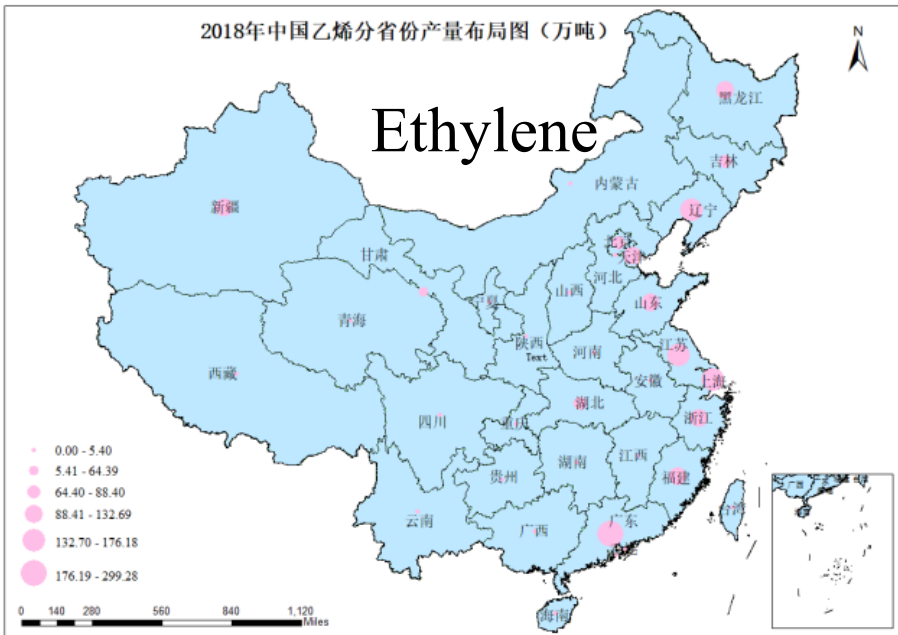 2018年中国乙烯分省份产量布局图（万吨）
N
Ethylene
黑龙江
吉林
内蒙古
辽宁
新疆
北京
天津
甘肃
河北
山西
宁夏
山东
青海
陕西
Text
河南
江苏
西藏
安徽
上海
湖北
四川
重庆
浙江
江西
湖南
贵州
福建
云南
广西
广东
台湾
海南
0.00 - 5.40
5.41 - 64.39
64.40 - 88.40
88.41 - 132.69
132.70 - 176.18
176.19 - 299.28
0 140 280 560 840 1,120
Miles